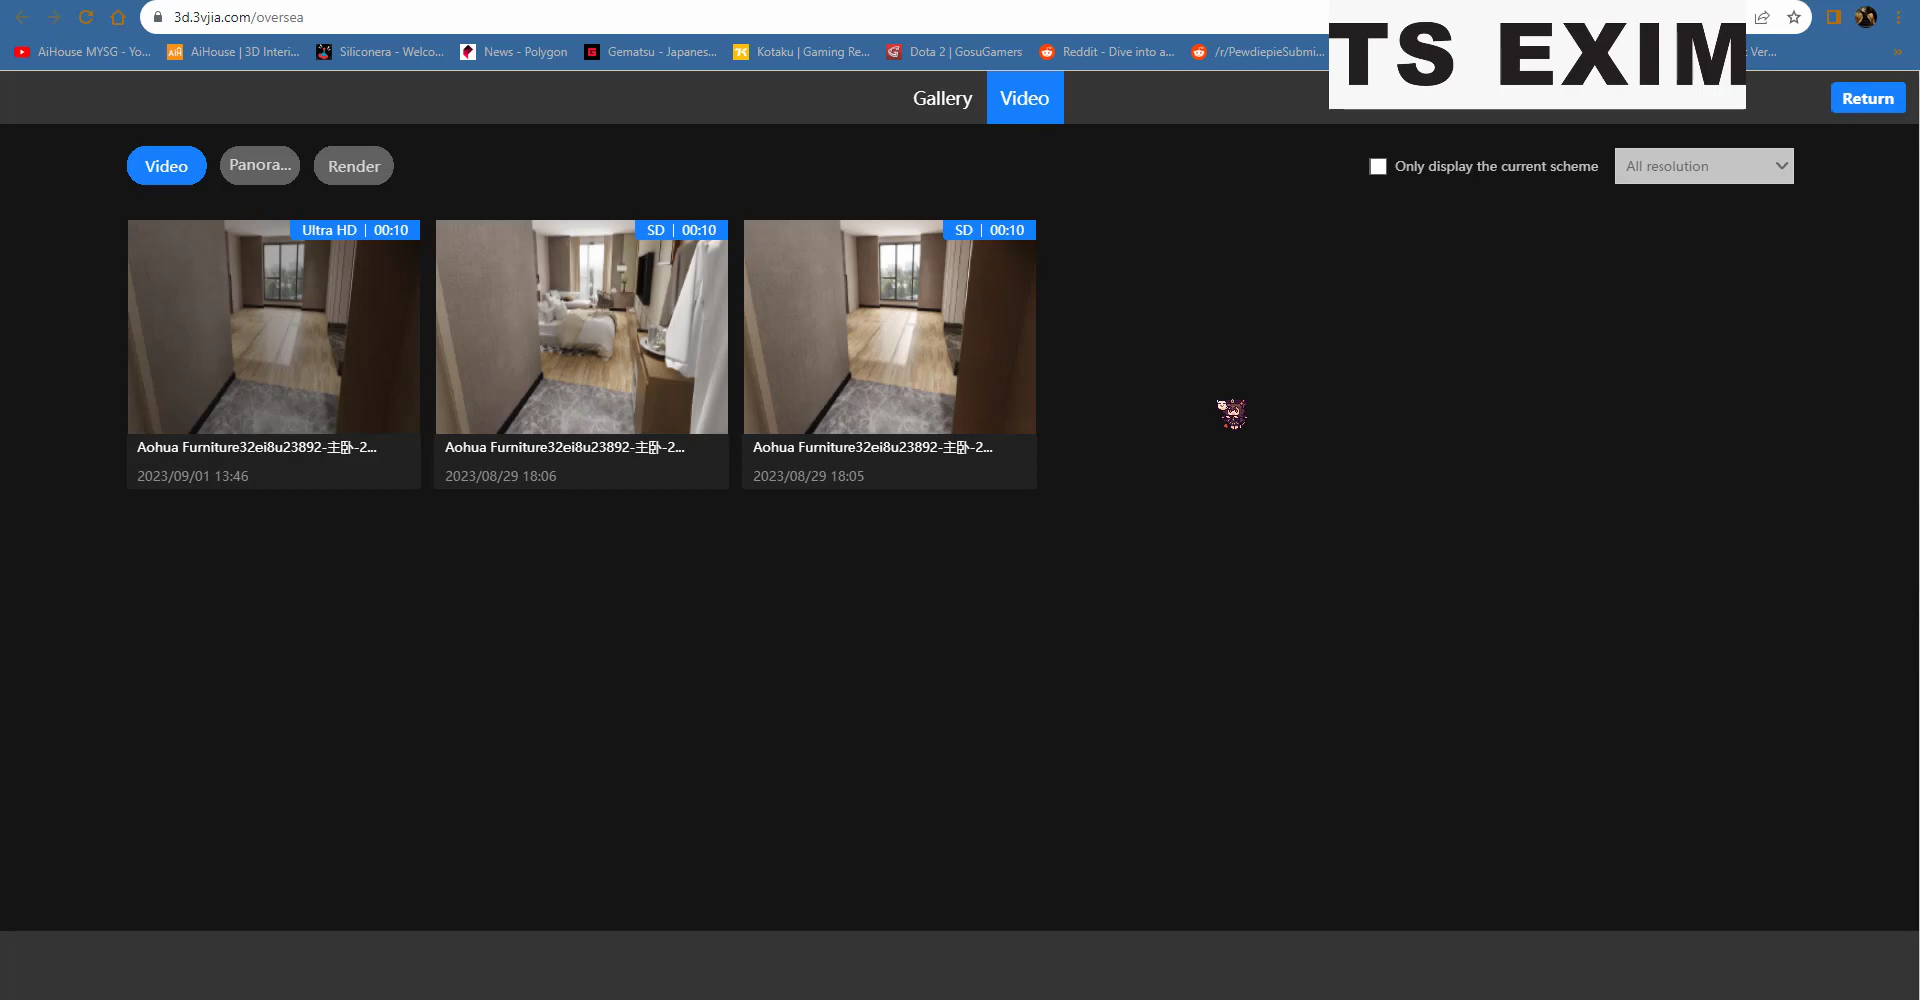 3d.3vjia.com/oversea
AiHouse MYSG - Yo...
AiHouse | 3D Interi...
Siliconera - Welco...
News - Polygon
Gematsu - Japanes...
Kotaku | Gaming Re...
Dota 2 | GosuGamers
Reddit - Dive into a...
/r/PewdiepieSubmi...
Ver...
TS EXIM
Gallery
Video
Return
Video
Panora...
Render
Only display the current scheme
All resolution
Ultra HD | 00:10
SD | 00:10
SD | 00:10
Aohua Furniture32ei8u23892-主卧-2...
Aohua Furniture32ei8u23892-主卧-2...
Aohua Furniture32ei8u23892-主卧-2...
2023/09/01 13:46
2023/08/29 18:06
2023/08/29 18:05